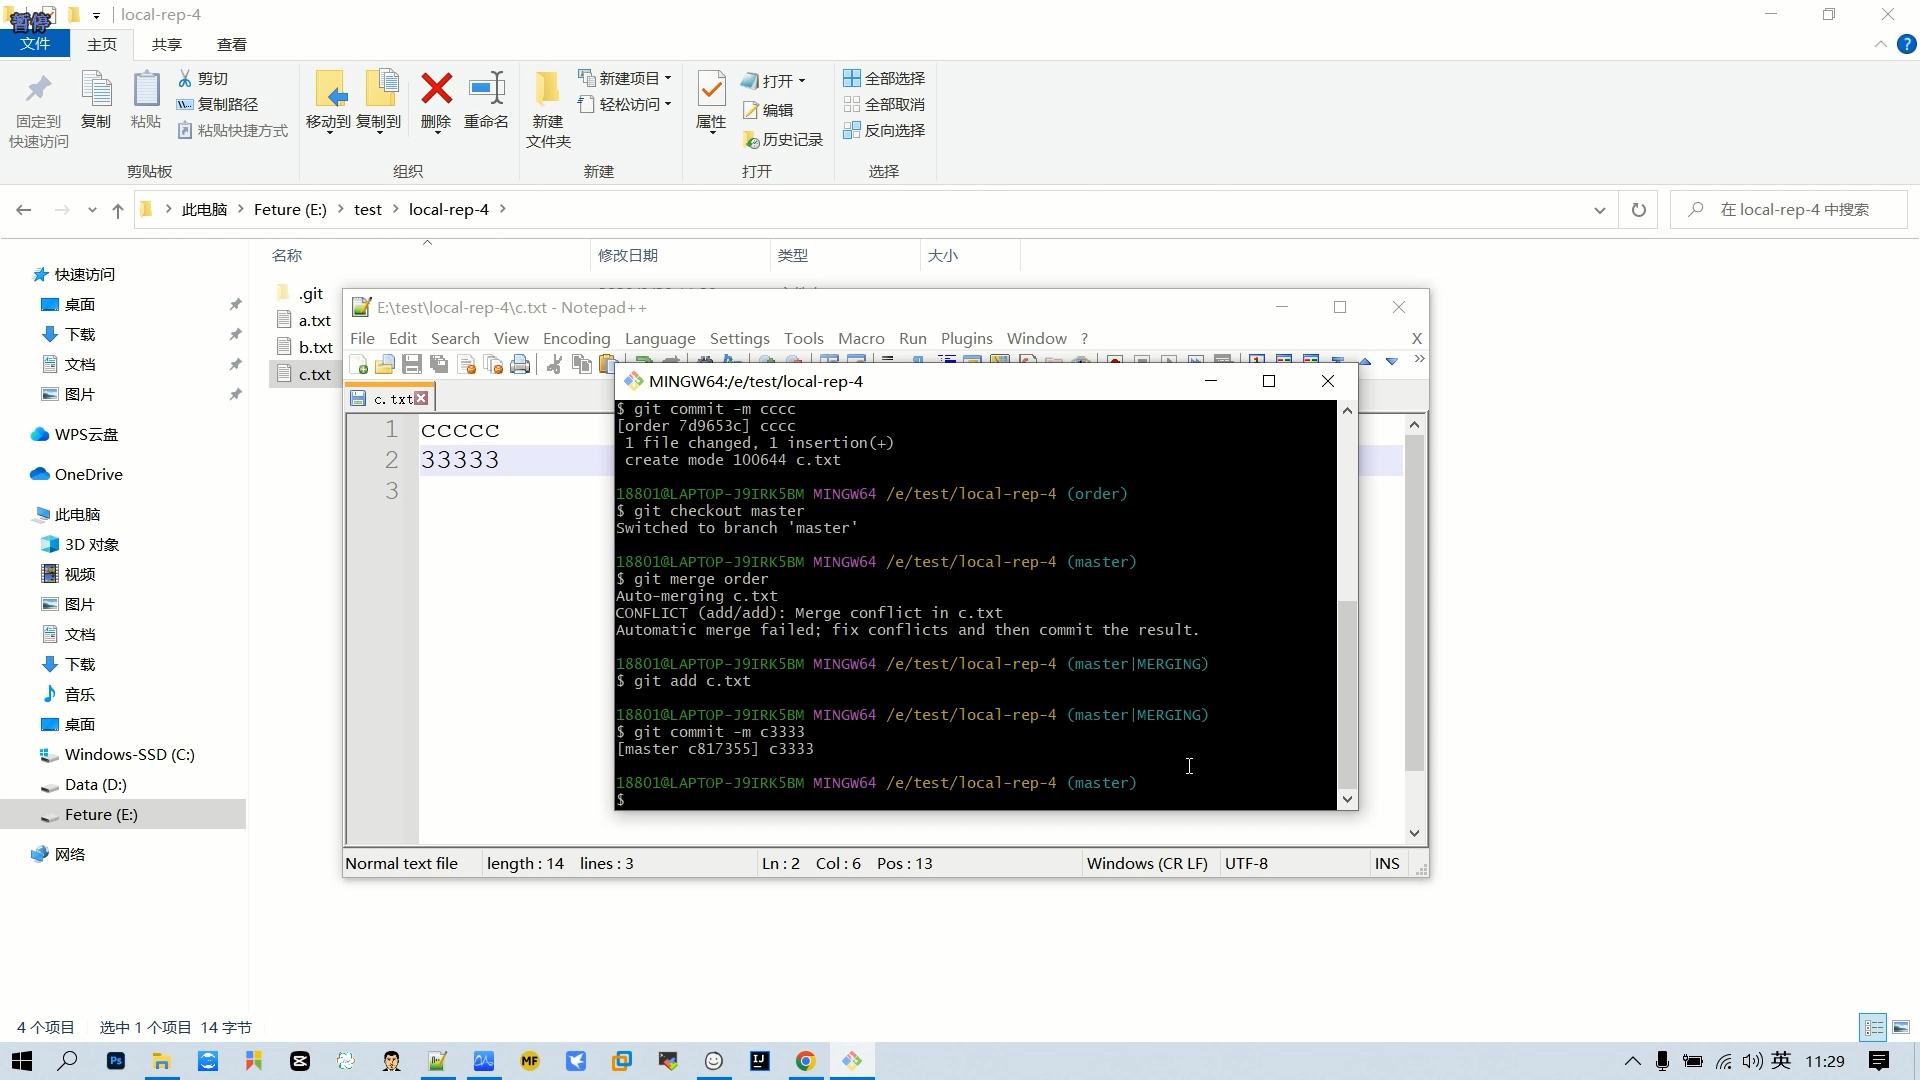 暂停
local-rep-4
文件
主页
共享
查看
固定到
快速访问
复制
粘贴
剪切
复制路径
粘贴快捷方式
剪贴板
移动到
复制到
删除
重命名
组织
新建
文件夹
新建项目
轻松访问
新建
属性
打开
编辑
历史记录
打开
全部选择
全部取消
反向选择
选择
此电脑 > Feture (E:) > test > local-rep-4 >
在 local-rep-4 中搜索
名称
修改日期
类型
大小
快速访问
桌面
下载
文档
图片
WPS云盘
OneDrive
此电脑
3D 对象
视频
图片
文档
下载
音乐
桌面
Windows-SSD (C:)
Data (D:)
Feture (E:)
网络
.git
a.txt
b.txt
c.txt
E:\test\local-rep-4\c.txt - Notepad++
File Edit Search View Encoding Language Settings Tools Macro Run Plugins Window ?
X
c.txt
1 ccccc
2 33333
3
Normal text file
length : 14 lines : 3
Ln : 2 Col : 6 Pos : 13
Windows (CR LF)
UTF-8
INS
MINGW64:/e/test/local-rep-4
$ git commit -m cccc
[order 7d9653c] cccc
1 file changed, 1 insertion(+)
create mode 100644 c.txt
18801@LAPTOP-J9IRK5BM MINGW64 /e/test/local-rep-4 (order)
$ git checkout master
Switched to branch 'master'
18801@LAPTOP-J9IRK5BM MINGW64 /e/test/local-rep-4 (master)
$ git merge order
Auto-merging c.txt
CONFLICT (add/add): Merge conflict in c.txt
Automatic merge failed; fix conflicts and then commit the result.
18801@LAPTOP-J9IRK5BM MINGW64 /e/test/local-rep-4 (master|MERGING)
$ git add c.txt
18801@LAPTOP-J9IRK5BM MINGW64 /e/test/local-rep-4 (master|MERGING)
$ git commit -m c3333
[master c817355] c3333
18801@LAPTOP-J9IRK5BM MINGW64 /e/test/local-rep-4 (master)
$
4 个项目
选中 1 个项目 14 字节
Ps
MF
IJ
英
11:29